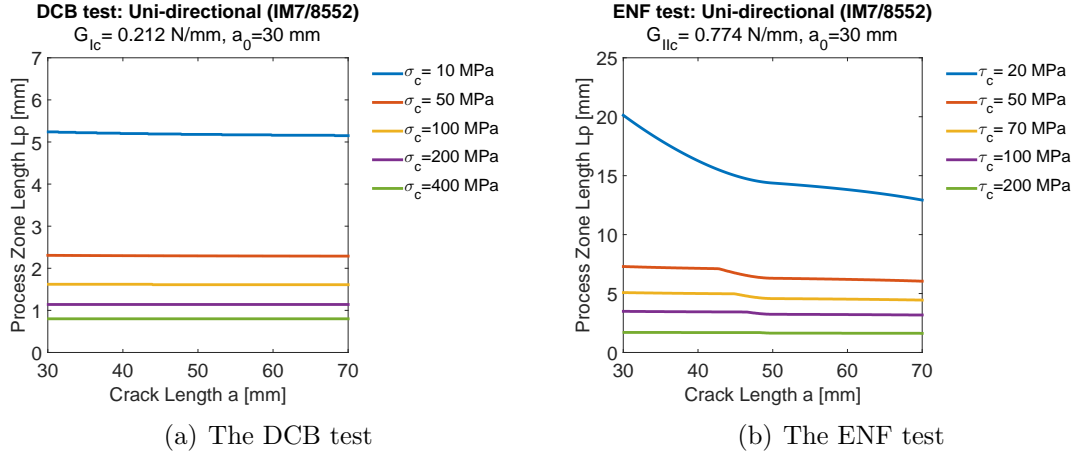 DCB test: Uni-directional (IM7/8552)
G_Ic= 0.212 N/mm, a_0=30 mm
Process Zone Length Lp [mm]
7
6
5
4
3
2
1
0
30 40 50 60 70
Crack Length a [mm]
σ_c= 10 MPa
σ_c= 50 MPa
σ_c=100 MPa
σ_c=200 MPa
σ_c=400 MPa
(a) The DCB test
ENF test: Uni-directional (IM7/8552)
G_IIc= 0.774 N/mm, a_0=30 mm
Process Zone Length Lp [mm]
25
20
15
10
5
0
30 40 50 60 70
Crack Length a [mm]
τ_c= 20 MPa
τ_c= 50 MPa
τ_c= 70 MPa
τ_c=100 MPa
τ_c=200 MPa
(b) The ENF test